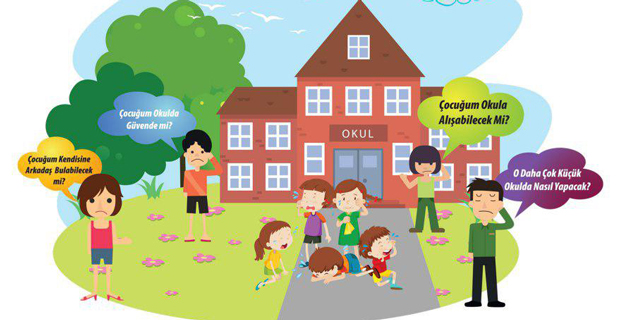 Çocuğum Okulda
Güvende mi?
Çocuğum Okula
Alışabilecek Mi?
OKUL
Çocuğum Kendisine
Arkadaş Bulabilecek
mi?
O Daha Çok Küçük
Okulda Nasıl Yapacak?